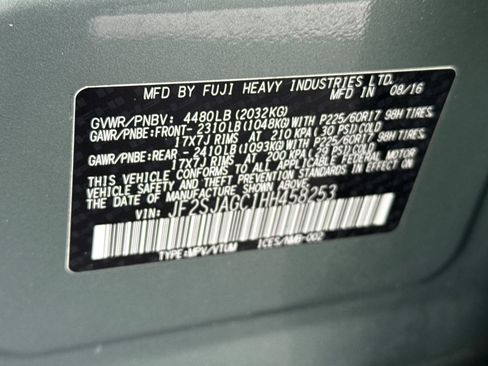 MFD BY FUJI HEAVY INDUSTRIES LTD.
MFD IN 08/16
GVWR/PNBV: 4480LB(2032KG)
GAWR/PNBE:FRONT- 2310LB(1048KG)WITH P225/60R17 98H TIRES
17X7J RIMS AT 210 KPA(30 PSI)COLD
GAWR/PNBE:REAR - 2410LB(1093KG)WITH P225/60R17 98H TIRES
17X7J RIMS AT 200 KPA(29 PSI)COLD
THIS VEHICLE CONFORMS TO ALL APPLICABLE FEDERAL MOTOR
VEHICLE SAFETY AND THEFT PREVENTION STANDARDS IN EFFECT ON
THE DATE OF MANUFACTURE SHOWN ABOVE.
VIN: JF2SJAGC1HH458253
TYPE:MPV/VTUM ICES/NMB-002